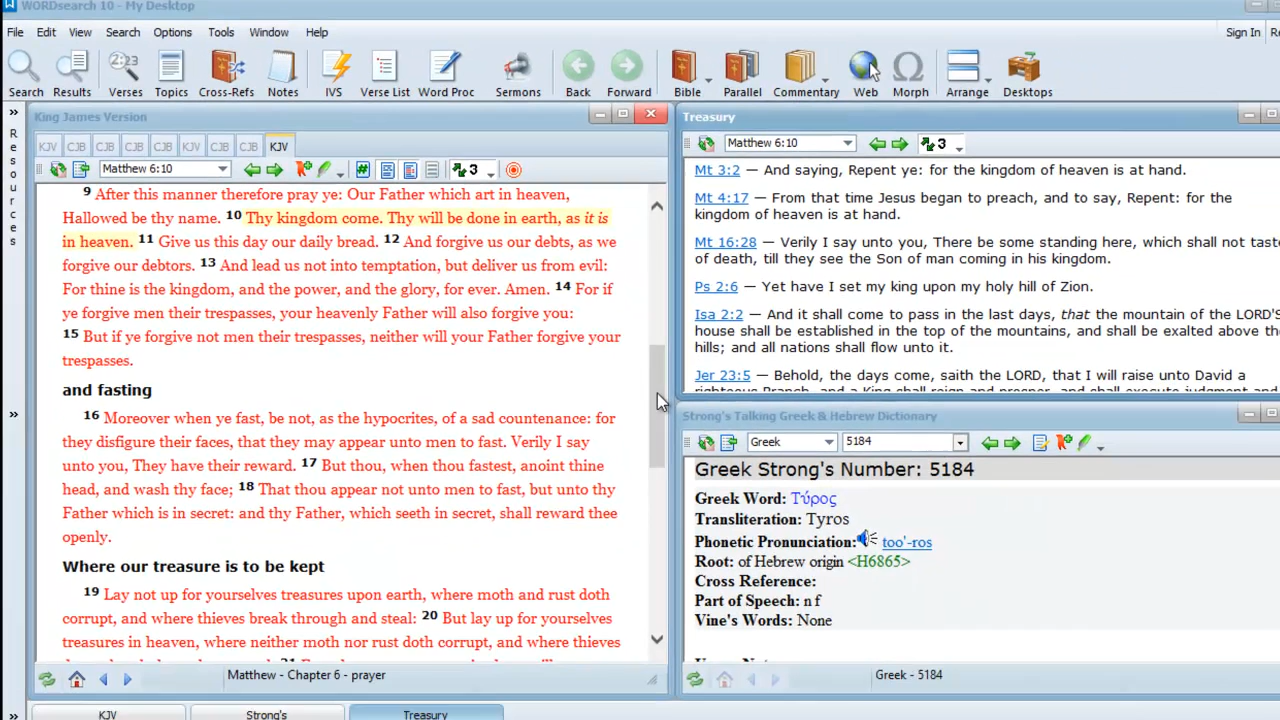 WORDsearch 10 - My Desktop
File Edit View Search Options Tools Window Help Sign In Re
Search Results Verses Topics Cross-Refs Notes IVS Verse List Word Proc Sermons Back Forward Bible Parallel Commentary Web Morph Arrange Desktops
» Resources »
King James Version
KJV CJB CJB CJB CJB KJV CJB CJB KJV
Matthew 6:10 3
9 After this manner therefore pray ye: Our Father which art in heaven,
Hallowed be thy name. 10 Thy kingdom come. Thy will be done in earth, as it is
in heaven. 11 Give us this day our daily bread. 12 And forgive us our debts, as we
forgive our debtors. 13 And lead us not into temptation, but deliver us from evil:
For thine is the kingdom, and the power, and the glory, for ever. Amen. 14 For if
ye forgive men their trespasses, your heavenly Father will also forgive you:
15 But if ye forgive not men their trespasses, neither will your Father forgive your
trespasses.
and fasting
16 Moreover when ye fast, be not, as the hypocrites, of a sad countenance: for
they disfigure their faces, that they may appear unto men to fast. Verily I say
unto you, They have their reward. 17 But thou, when thou fastest, anoint thine
head, and wash thy face; 18 That thou appear not unto men to fast, but unto thy
Father which is in secret: and thy Father, which seeth in secret, shall reward thee
openly.
Where our treasure is to be kept
19 Lay not up for yourselves treasures upon earth, where moth and rust doth
corrupt, and where thieves break through and steal: 20 But lay up for yourselves
treasures in heaven, where neither moth nor rust doth corrupt, and where thieves
Matthew - Chapter 6 - prayer
Treasury
Matthew 6:10 3
Mt 3:2 — And saying, Repent ye: for the kingdom of heaven is at hand.
Mt 4:17 — From that time Jesus began to preach, and to say, Repent: for the
kingdom of heaven is at hand.
Mt 16:28 — Verily I say unto you, There be some standing here, which shall not taste
of death, till they see the Son of man coming in his kingdom.
Ps 2:6 — Yet have I set my king upon my holy hill of Zion.
Isa 2:2 — And it shall come to pass in the last days, that the mountain of the LORD'S
house shall be established in the top of the mountains, and shall be exalted above the
hills; and all nations shall flow unto it.
Jer 23:5 — Behold, the days come, saith the LORD, that I will raise unto David a
righteous Branch, and a King shall reign and prosper, and shall execute judgment and
Strong's Talking Greek & Hebrew Dictionary
Greek 5184
Greek Strong's Number: 5184
Greek Word: Τύρος
Transliteration: Tyros
Phonetic Pronunciation: too'-ros
Root: of Hebrew origin <H6865>
Cross Reference:
Part of Speech: n f
Vine's Words: None
Greek - 5184
KJV Strong's Treasury